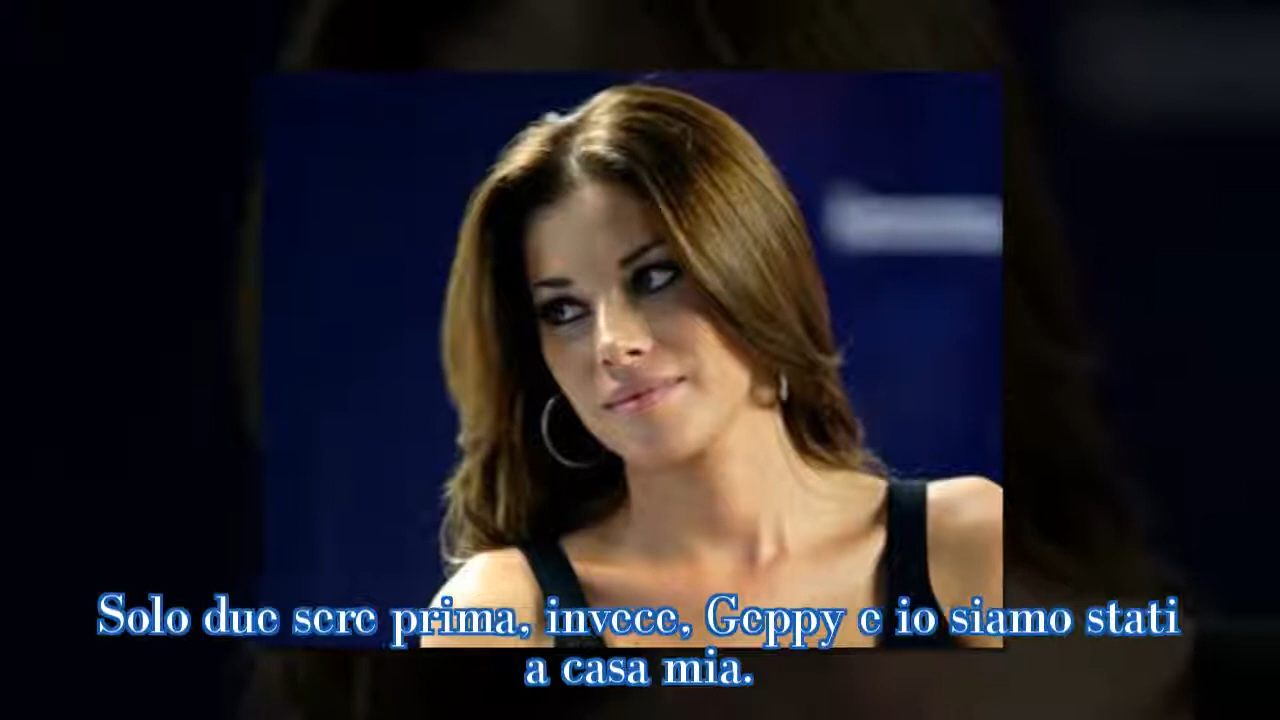 Solo due sere prima, invece, Geppy e io siamo stati
a casa mia.